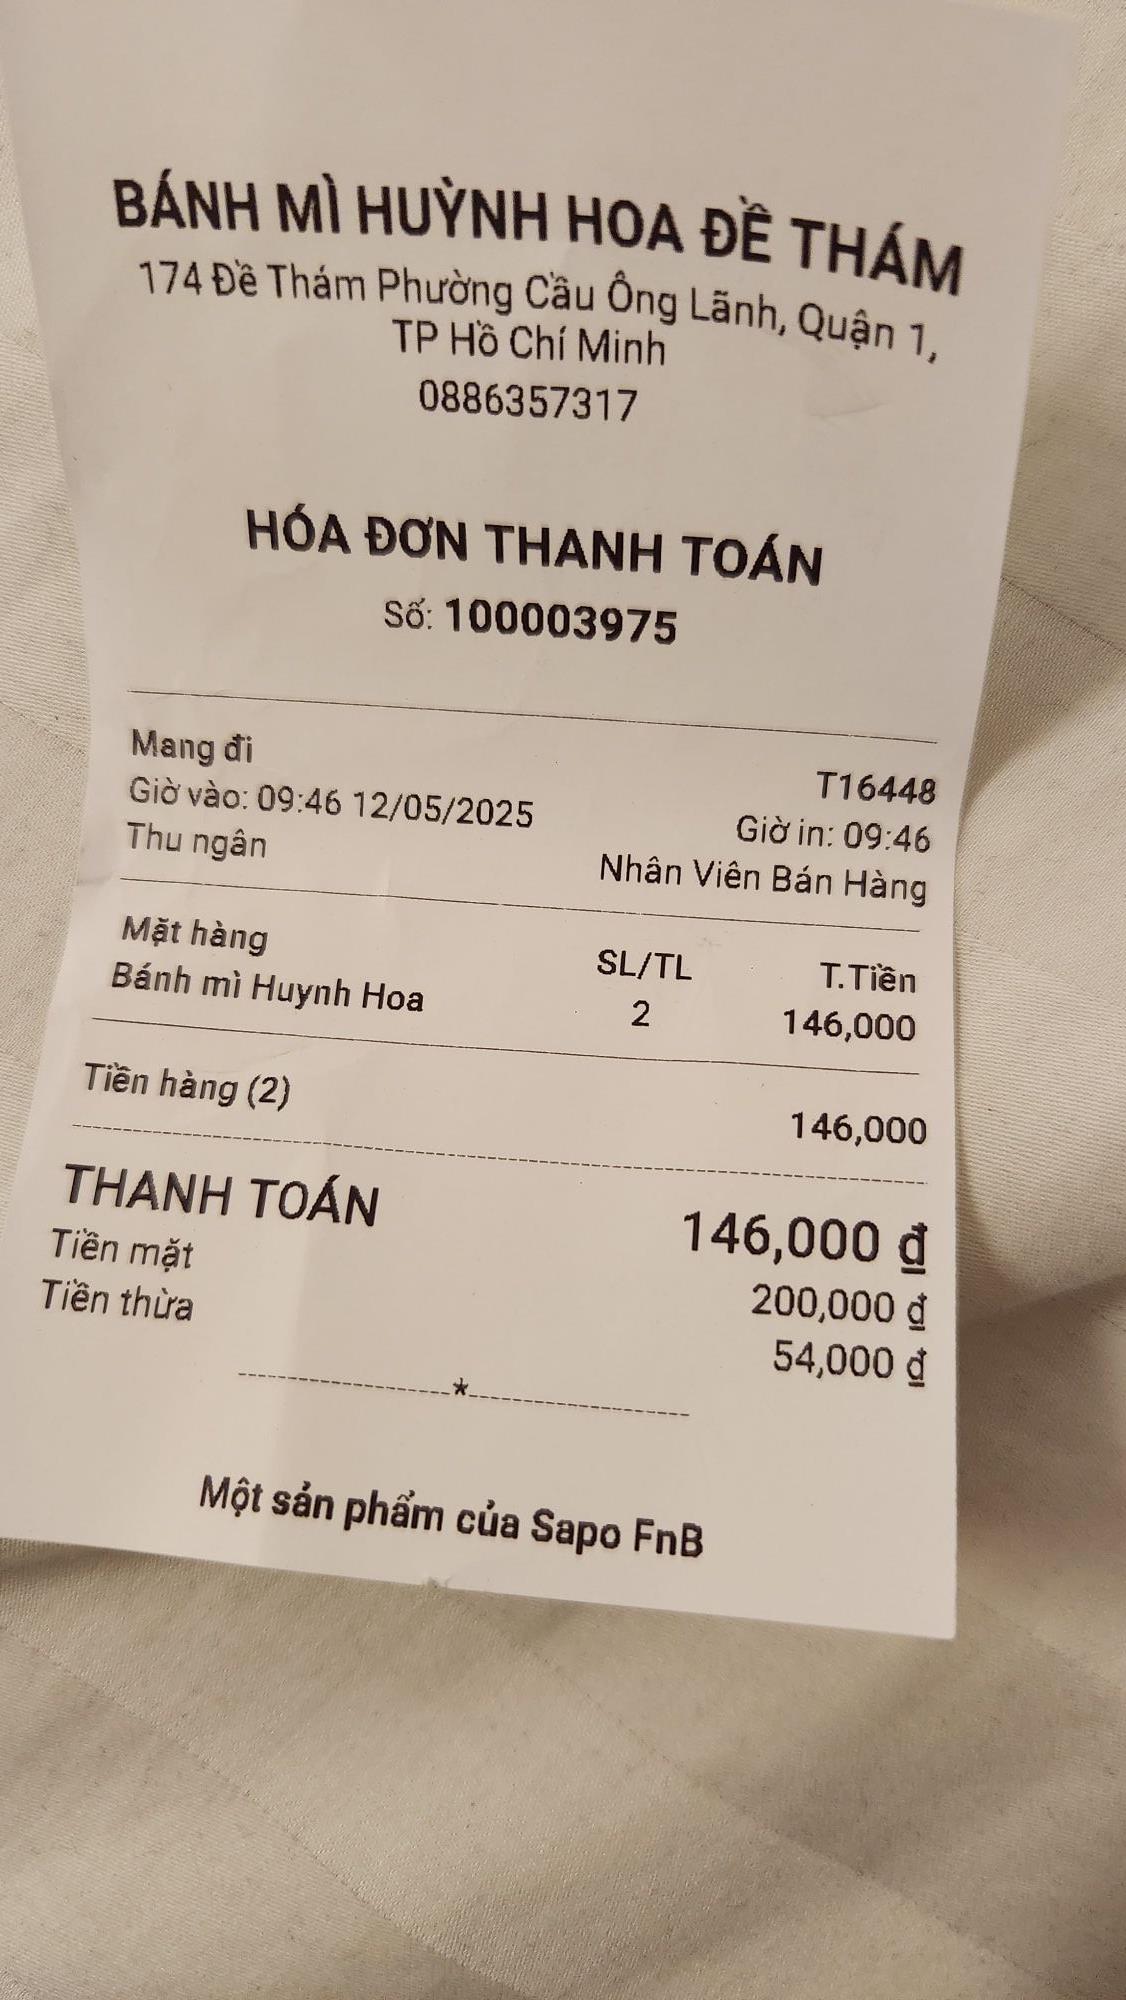 BÁNH MÌ HUỲNH HOA ĐỀ THÁM
174 Đề Thám Phường Cầu Ông Lãnh, Quận 1,
TP Hồ Chí Minh
0886357317
HÓA ĐƠN THANH TOÁN
Số: 100003975
Mang đi T16448
Giờ vào: 09:46 12/05/2025 Giờ in: 09:46
Thu ngân Nhân Viên Bán Hàng
Mặt hàng SL/TL T.Tiền
Bánh mì Huynh Hoa 2 146,000
Tiền hàng (2) 146,000
THANH TOÁN 146,000 ₫
Tiền mặt 200,000 ₫
Tiền thừa 54,000 ₫
*
Một sản phẩm của Sapo FnB